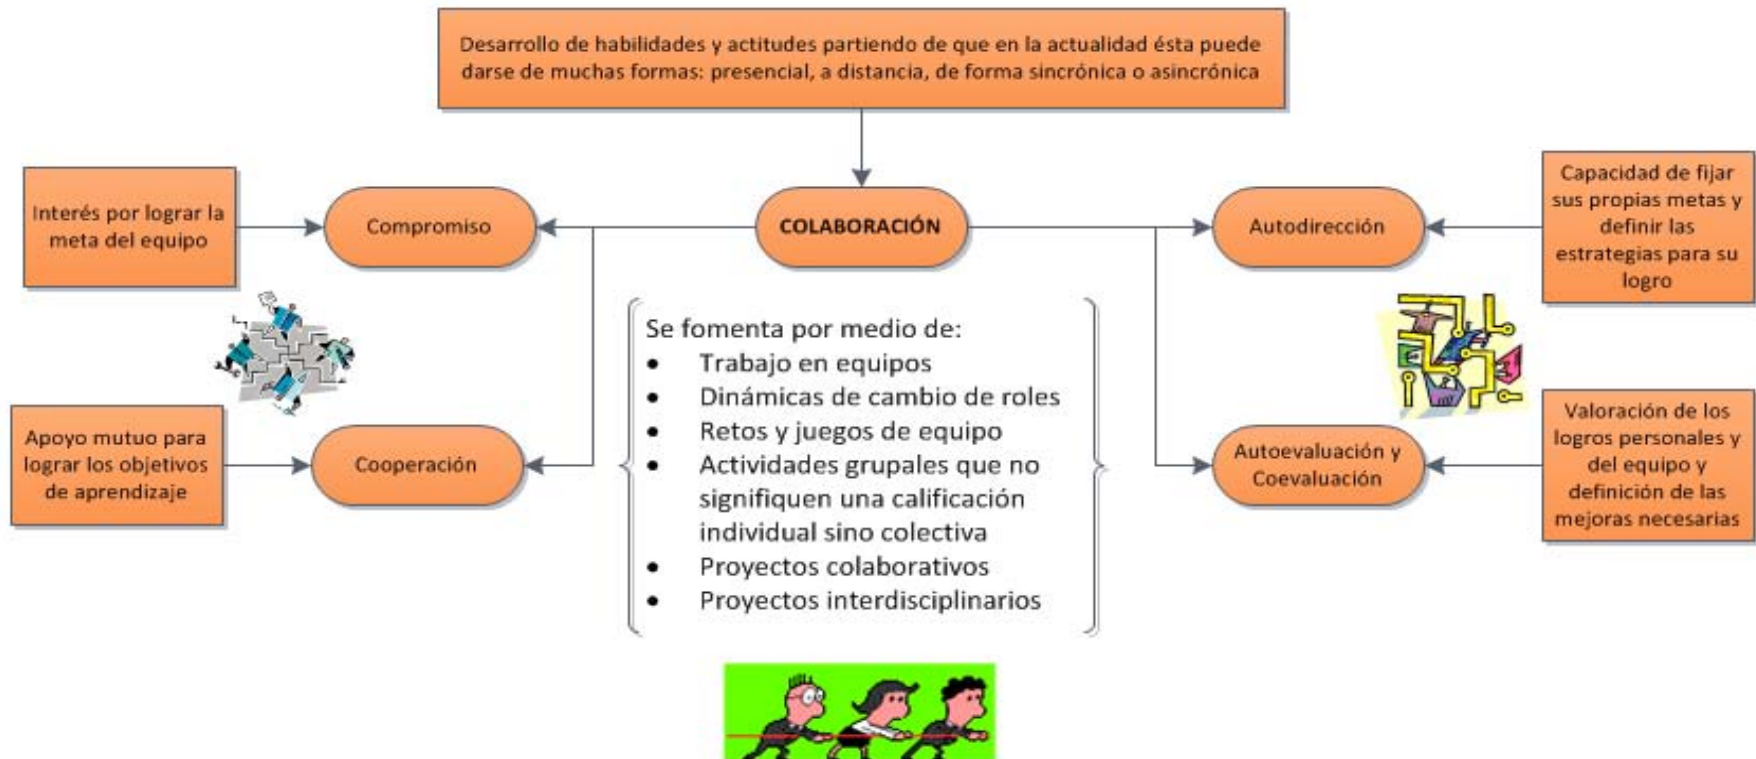 Desarrollo de habilidades y actitudes partiendo de que en la actualidad ésta puede
darse de muchas formas: presencial, a distancia, de forma sincrónica o asincrónica
Interés por lograr la
meta del equipo
Compromiso
COLABORACIÓN
Autodirección
Capacidad de fijar
sus propias metas y
definir las
estrategias para su
logro
Apoyo mutuo para
lograr los objetivos
de aprendizaje
Cooperación
Se fomenta por medio de:
• Trabajo en equipos
• Dinámicas de cambio de roles
• Retos y juegos de equipo
• Actividades grupales que no
signifiquen una calificación
individual sino colectiva
• Proyectos colaborativos
• Proyectos interdisciplinarios
Autoevaluación y
Coevaluación
Valoración de los
logros personales y
del equipo y
definición de las
mejoras necesarias